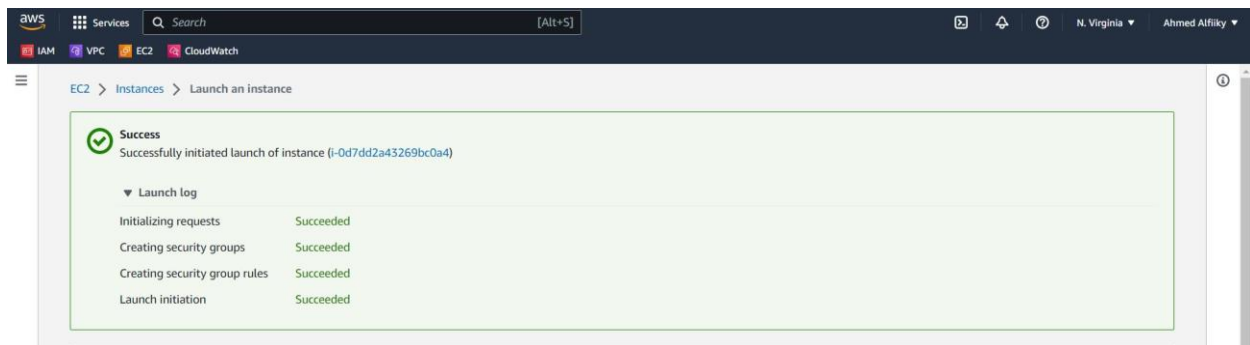 aws Services Search [Alt+S] N. Virginia Ahmed Alfiiky
IAM VPC EC2 CloudWatch
EC2 > Instances > Launch an instance
Success
Successfully initiated launch of instance (i-0d7dd2a43269bc0a4)
Launch log
Initializing requests Succeeded
Creating security groups Succeeded
Creating security group rules Succeeded
Launch initiation Succeeded